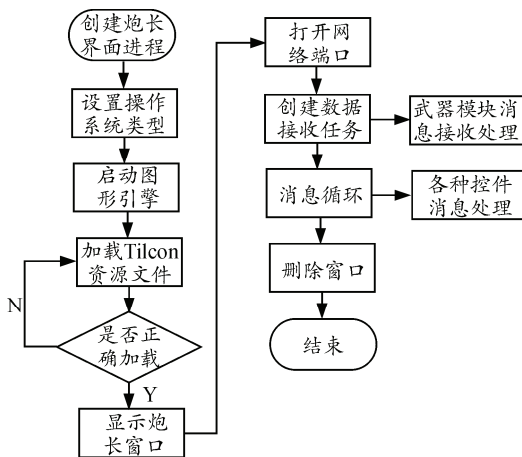 创建炮长
界面进程
设置操作
系统类型
启动图
形引擎
加载Tilcon
资源文件
N
是否正
确加载
Y
显示炮
长窗口
打开网
络端口
创建数据
接收任务
武器模块消
息接收处理
消息循环
各种控件
消息处理
删除窗口
结束